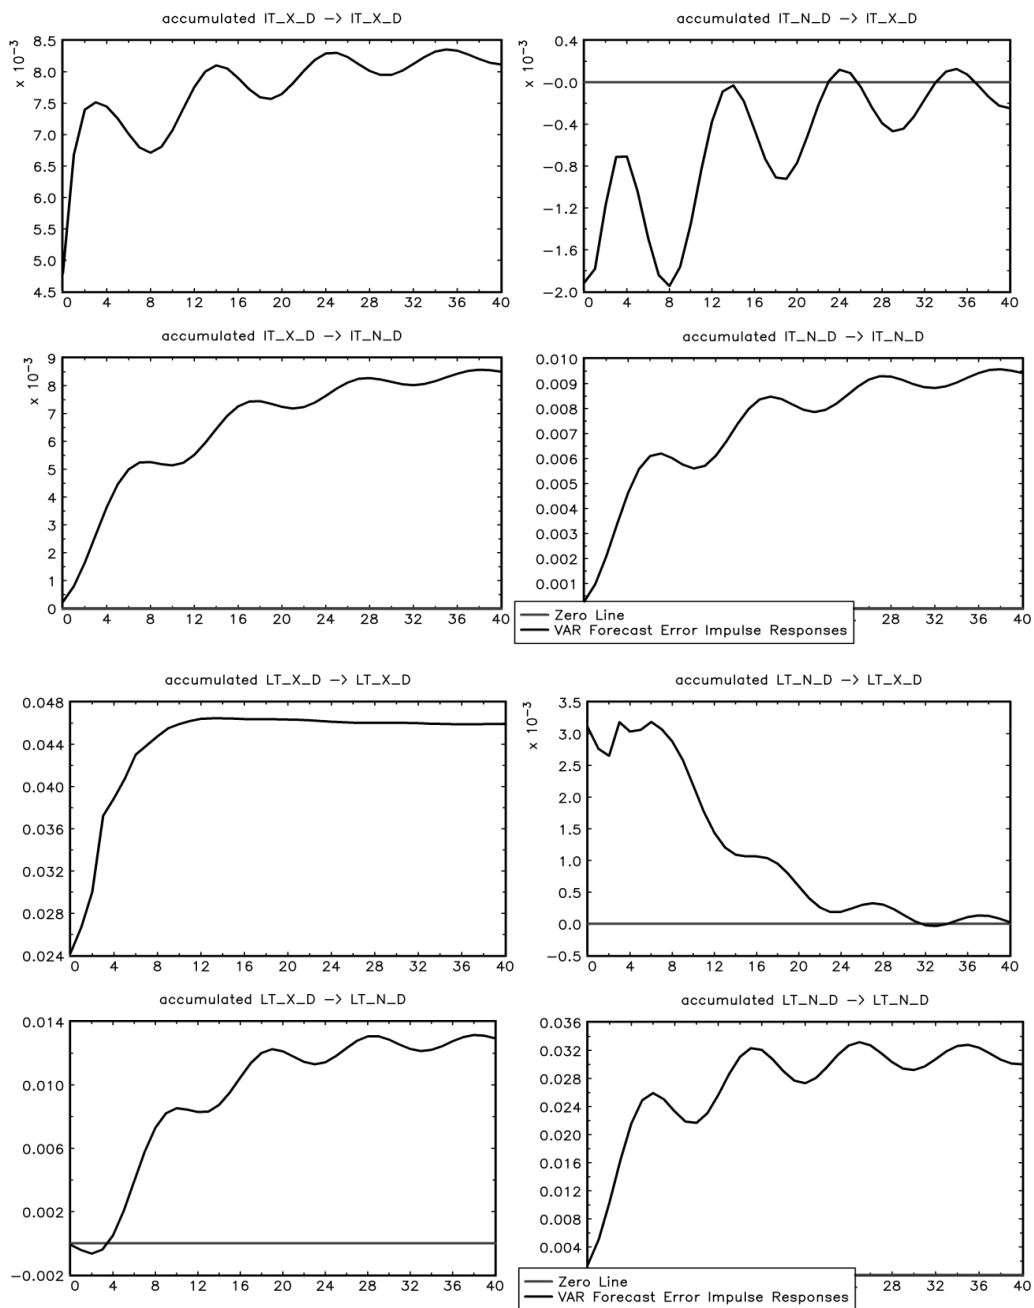 accumulated IT_X_D -> IT_X_D
x 10⁻³
8.5
8.0
7.5
7.0
6.5
6.0
5.5
5.0
4.5
0 4 8 12 16 20 24 28 32 36 40
accumulated IT_N_D -> IT_X_D
x 10⁻³
0.4
-0.0
-0.4
-0.8
-1.2
-1.6
-2.0
0 4 8 12 16 20 24 28 32 36 40
accumulated IT_X_D -> IT_N_D
x 10⁻³
9
8
7
6
5
4
3
2
1
0
0 4 8 12 16 20 24 28 32 36 40
accumulated IT_N_D -> IT_N_D
0.010
0.009
0.008
0.007
0.006
0.005
0.004
0.003
0.002
0.001
28 32 36 40
Zero Line
VAR Forecast Error Impulse Responses
accumulated LT_X_D -> LT_X_D
0.048
0.044
0.040
0.036
0.032
0.028
0.024
0 4 8 12 16 20 24 28 32 36 40
accumulated LT_N_D -> LT_X_D
x 10⁻³
3.5
3.0
2.5
2.0
1.5
1.0
0.5
0.0
-0.5
0 4 8 12 16 20 24 28 32 36 40
accumulated LT_X_D -> LT_N_D
0.014
0.010
0.006
0.002
-0.002
0 4 8 12 16 20 24 28 32 36 40
accumulated LT_N_D -> LT_N_D
0.036
0.032
0.028
0.024
0.020
0.016
0.012
0.008
0.004
28 32 36 40
Zero Line
VAR Forecast Error Impulse Responses